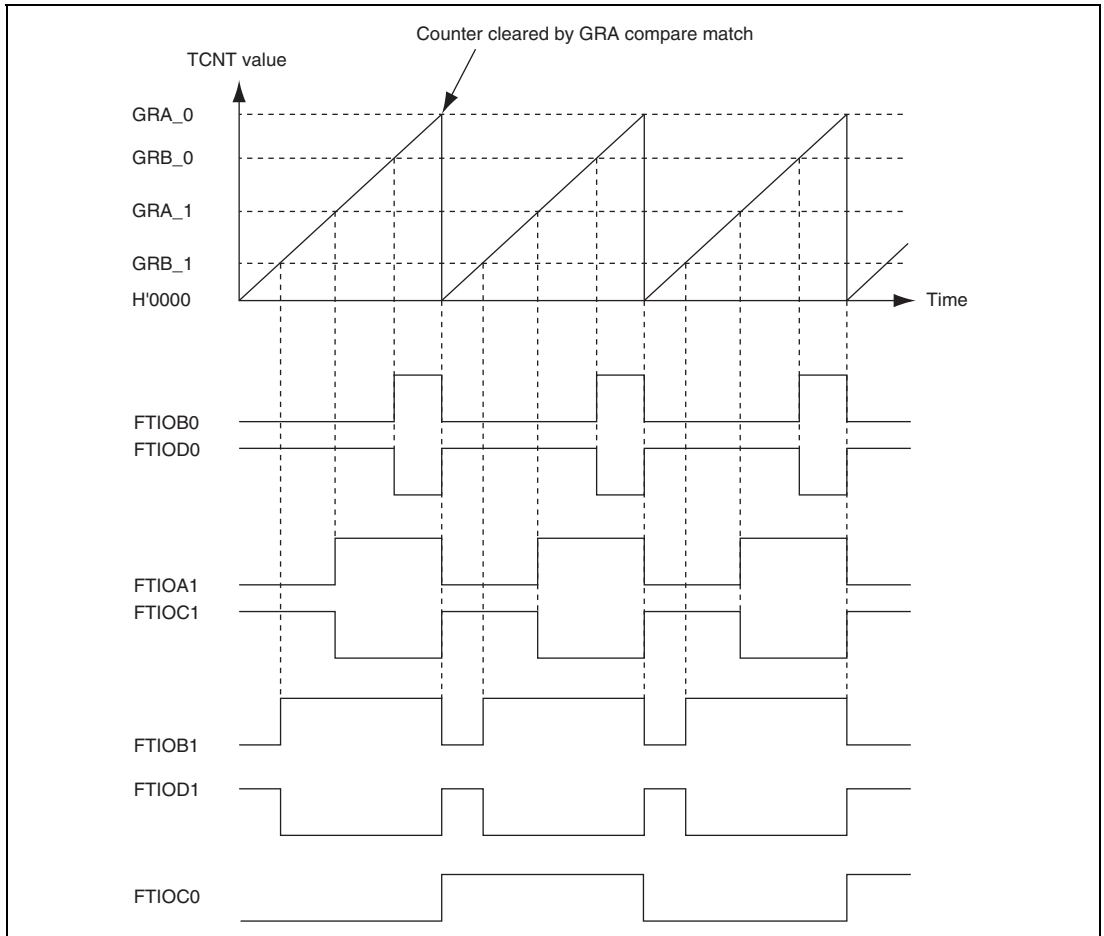 Counter cleared by GRA compare match
TCNT value
GRA_0
GRB_0
GRA_1
GRB_1
H'0000
Time
FTIOB0
FTIOD0
FTIOA1
FTIOC1
FTIOB1
FTIOD1
FTIOC0